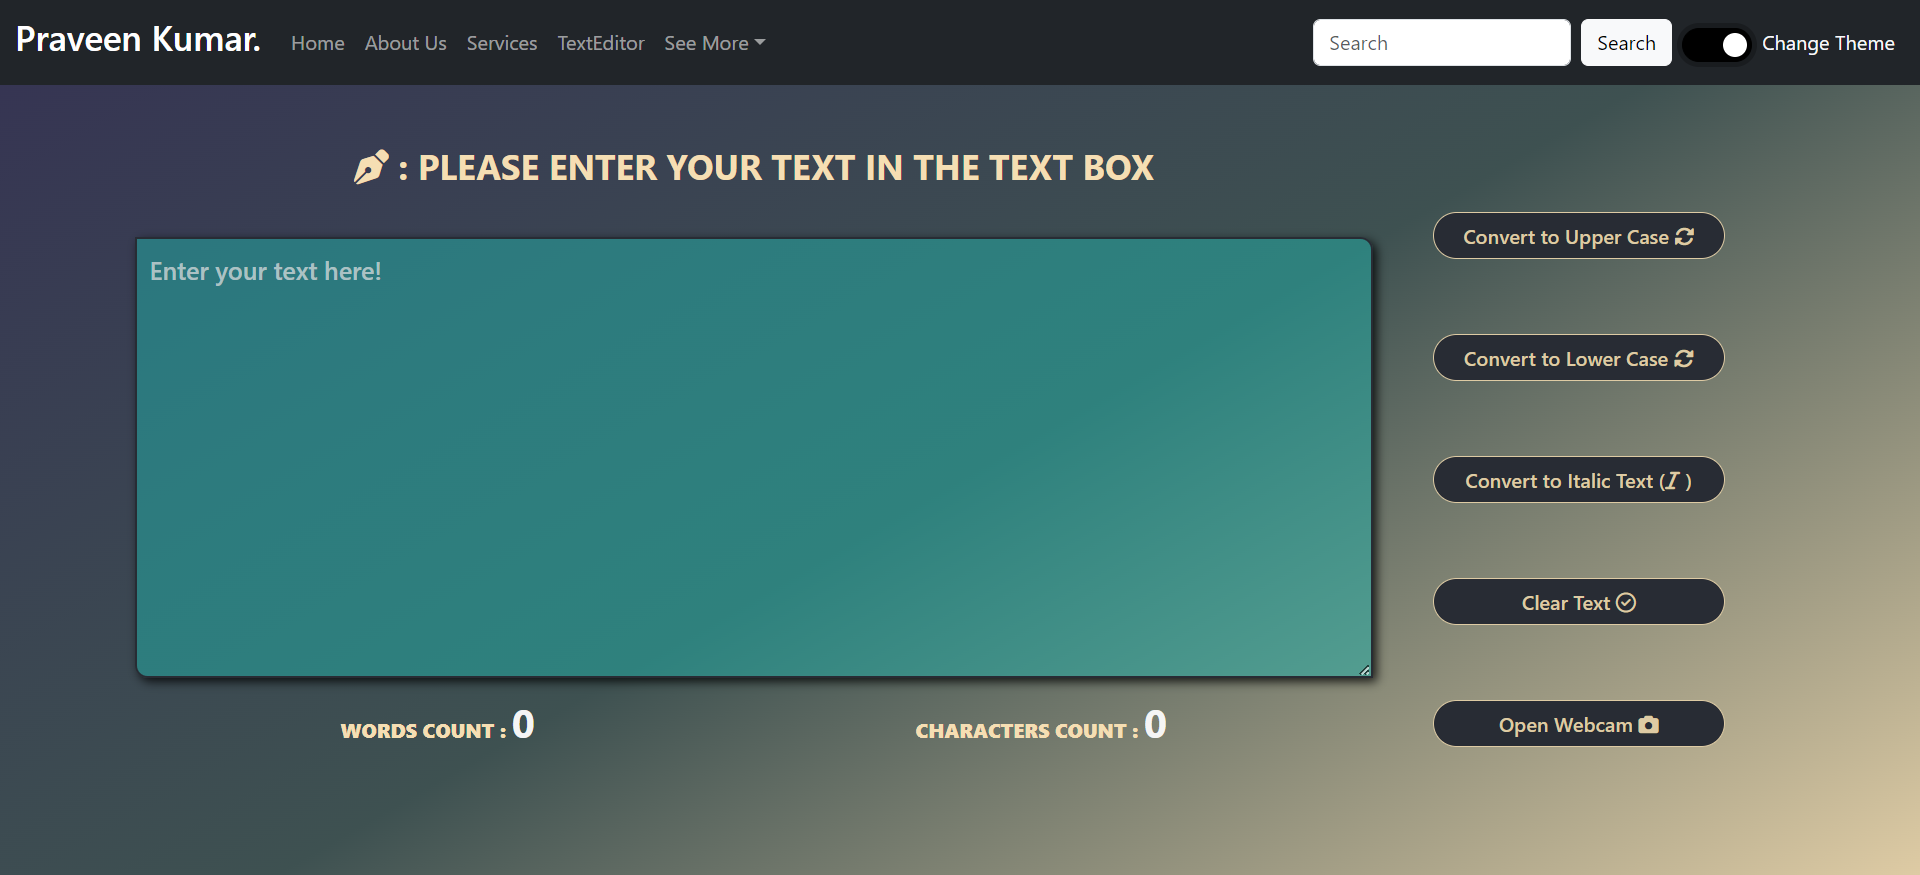 Praveen Kumar.
Home About Us Services TextEditor See More
Search Search Change Theme
: PLEASE ENTER YOUR TEXT IN THE TEXT BOX
Enter your text here!
WORDS COUNT : 0
CHARACTERS COUNT : 0
Convert to Upper Case
Convert to Lower Case
Convert to Italic Text (I )
Clear Text
Open Webcam